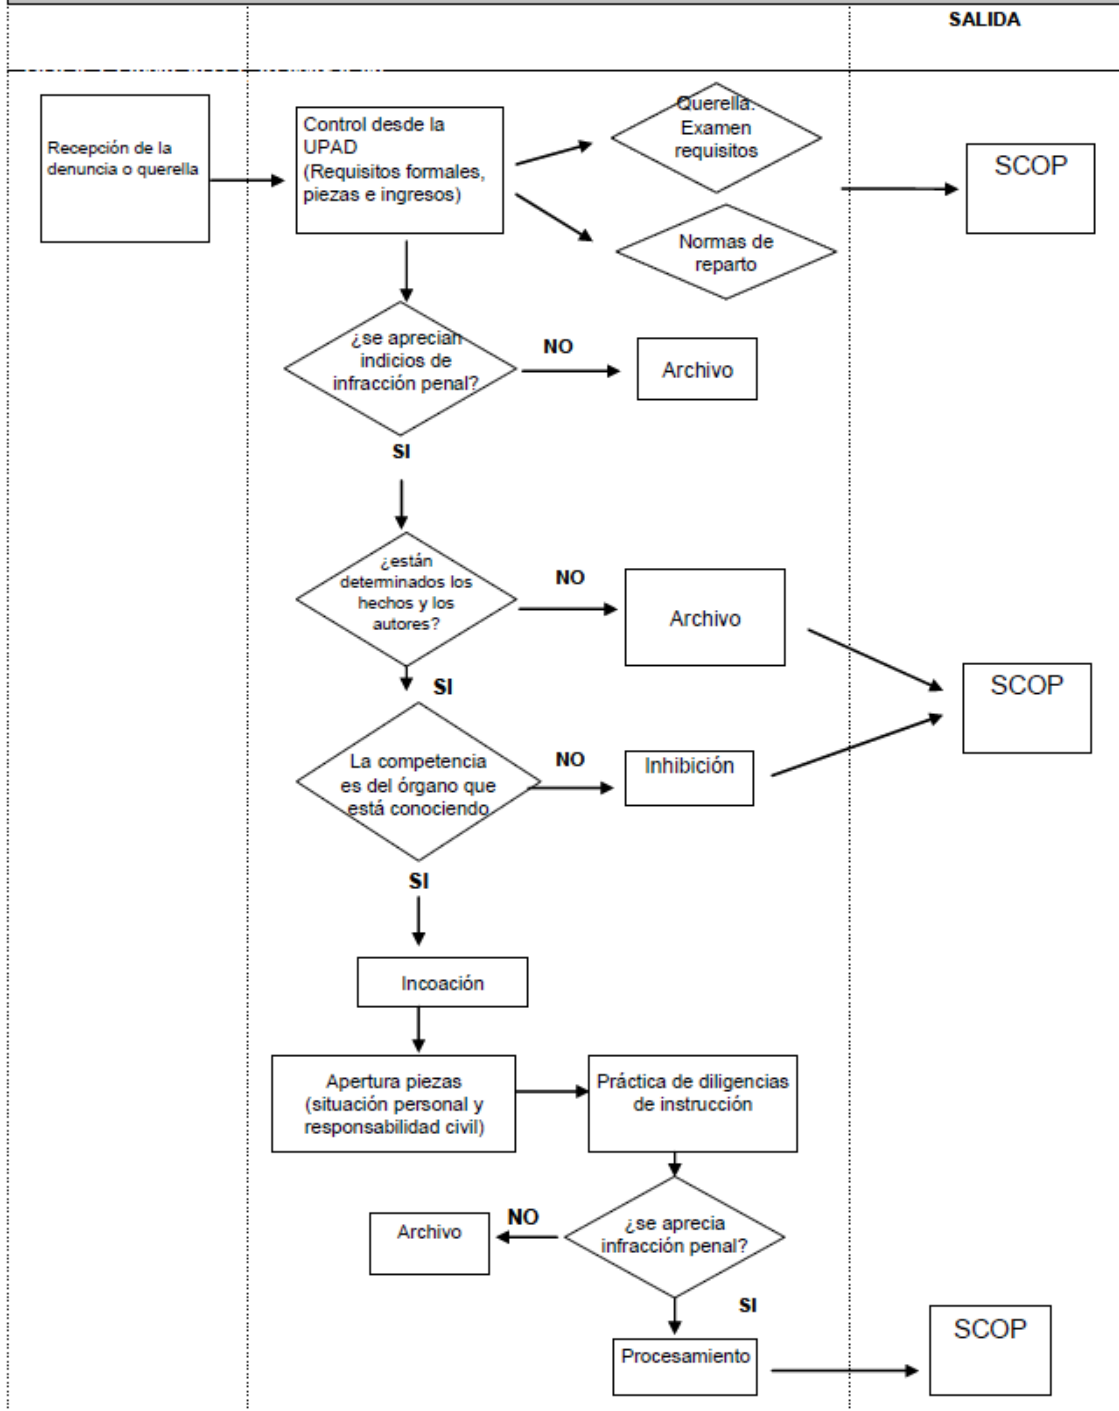 SALIDA
Recepción de la
denuncia o querella
Control desde la
UPAD
(Requisitos formales,
piezas e ingresos)
Querella:
Examen
requisitos
Normas de
reparto
SCOP
¿se aprecian
indicios de
infracción penal?
NO
Archivo
SI
¿están
determinados los
hechos y los
autores?
NO
Archivo
SCOP
SI
La competencia
es del órgano que
está conociendo
NO
Inhibición
SI
Incoación
Apertura piezas
(situación personal y
responsabilidad civil)
Práctica de diligencias
de instrucción
¿se aprecia
infracción penal?
NO
Archivo
SI
Procesamiento
SCOP